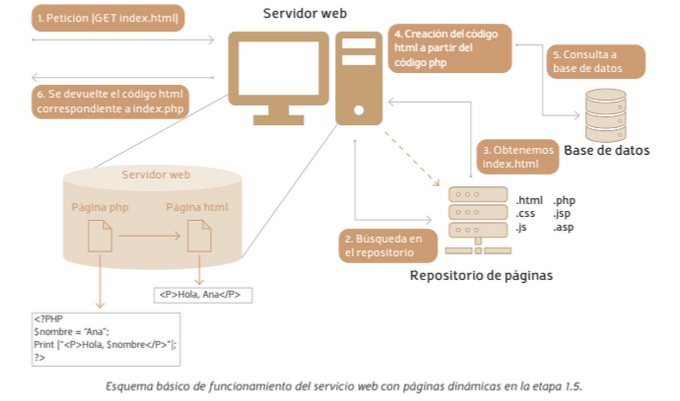 Servidor web
1. Petición |GET index.html|
4. Creación del código
html a partir del
código php
5. Consulta a
base de datos
6. Se devuelte el código html
correspondiente a index.php
3. Obtenemos
index.html
Base de datos
Servidor web
Página php
Página html
.html .php
.css .jsp
.js .asp
2. Búsqueda en
el repositorio
Repositorio de páginas
<P>Hola, Ana</P>
<?PHP
$nombre = "Ana";
Print |"<P>Hola, $nombre</P>"|;
?>
Esquema básico de funcionamiento del servicio web con páginas dinámicas en la etapa 1.5.